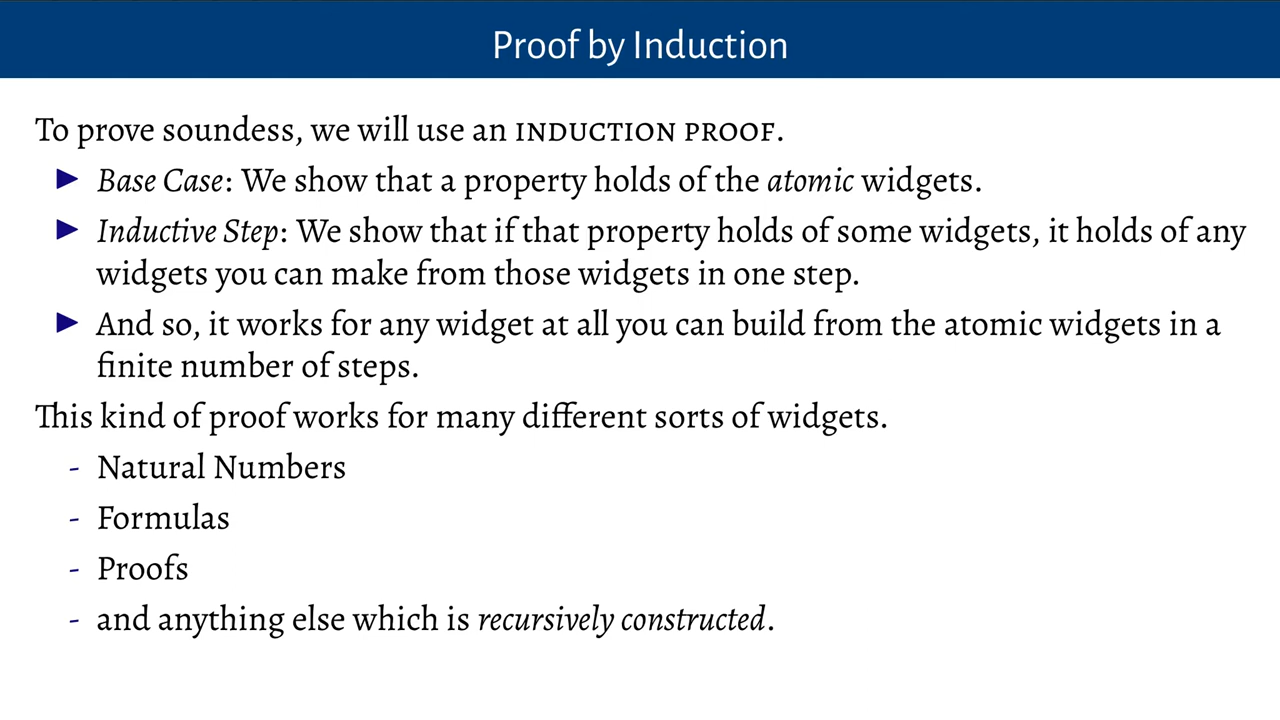 Proof by Induction
To prove soundess, we will use an INDUCTION PROOF.
► Base Case: We show that a property holds of the atomic widgets.
► Inductive Step: We show that if that property holds of some widgets, it holds of any
widgets you can make from those widgets in one step.
► And so, it works for any widget at all you can build from the atomic widgets in a
finite number of steps.
This kind of proof works for many different sorts of widgets.
- Natural Numbers
- Formulas
- Proofs
- and anything else which is recursively constructed.